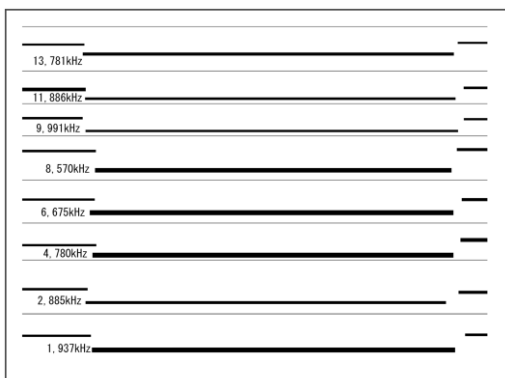 13, 781kHz
11, 886kHz
9, 991kHz
8, 570kHz
6, 675kHz
4, 780kHz
2, 885kHz
1, 937kHz